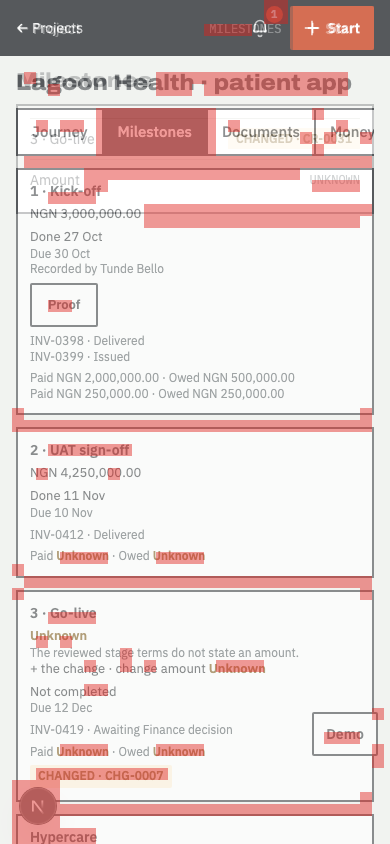 ← Projects
MILESTONES
1
+ Start
Lagoon Health · patient app
Milestones
Journey
Milestones
Documents
Money
3 · Go-live
CHANGED · CR-0031
Amount
UNKNOWN
1 · Kick-off
NGN 3,000,000.00
Done 27 Oct
Due 30 Oct
Recorded by Tunde Bello
Proof
INV-0398 · Delivered
INV-0399 · Issued
Paid NGN 2,000,000.00 · Owed NGN 500,000.00
Paid NGN 250,000.00 · Owed NGN 250,000.00
2 · UAT sign-off
NGN 4,250,000.00
Done 11 Nov
Due 10 Nov
INV-0412 · Delivered
Paid Unknown · Owed Unknown
3 · Go-live
Unknown
The reviewed stage terms do not state an amount.
+ the change · change amount Unknown
Not completed
Due 12 Dec
INV-0419 · Awaiting Finance decision
Demo
Paid Unknown · Owed Unknown
CHANGED · CHG-0007
N
Hypercare